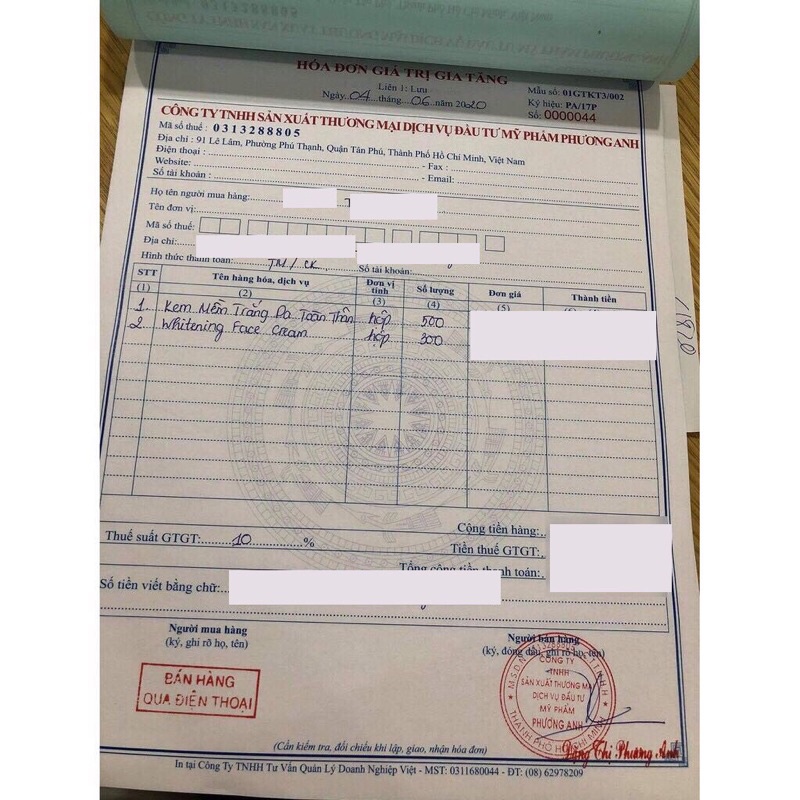 HÓA ĐƠN GIÁ TRỊ GIA TĂNG
Liên 1: Lưu
Ngày 04 tháng 06 năm 2020
Mẫu số: 01GTKT3/002
Ký hiệu: PA/17P
Số: 0000044
CÔNG TY TNHH SẢN XUẤT THƯƠNG MẠI DỊCH VỤ ĐẦU TƯ MỸ PHẨM PHƯƠNG ANH
Mã số thuế : 0313288805
Địa chỉ : 91 Lê Lâm, Phường Phú Thạnh, Quận Tân Phú, Thành Phố Hồ Chí Minh, Việt Nam
Điện thoại : - Fax :
Website: - Email:
Số tài khoản :
Họ tên người mua hàng:
Tên đơn vị:
Mã số thuế:
Địa chỉ:
Hình thức thanh toán: TM / CK Số tài khoản:
STT Tên hàng hóa, dịch vụ Đơn vị tính Số lượng Đơn giá Thành tiền
(1) (2) (3) (4) (5)
1. Kem Mềm Trắng Da Toàn Thân hộp 500
2. Whitening Face Cream hộp 300
Cộng tiền hàng:
Thuế suất GTGT: 10 % Tiền thuế GTGT:
Tổng cộng tiền thanh toán:
Số tiền viết bằng chữ:
Người mua hàng
(ký, ghi rõ họ, tên)
Người bán hàng
(ký, đóng dấu, ghi rõ họ, tên)
BÁN HÀNG
QUA ĐIỆN THOẠI
CÔNG TY
TNHH
SẢN XUẤT THƯƠNG MẠI
DỊCH VỤ ĐẦU TƯ
MỸ PHẨM
PHƯƠNG ANH
THÀNH PHỐ HỒ CHÍ MINH
Đặng Thị Phương Anh
(Cần kiểm tra, đối chiếu khi lập, giao, nhận hóa đơn)
In tại Công Ty TNHH Tư Vấn Quản Lý Doanh Nghiệp Việt - MST: 0311680044 - ĐT: (08) 62978209